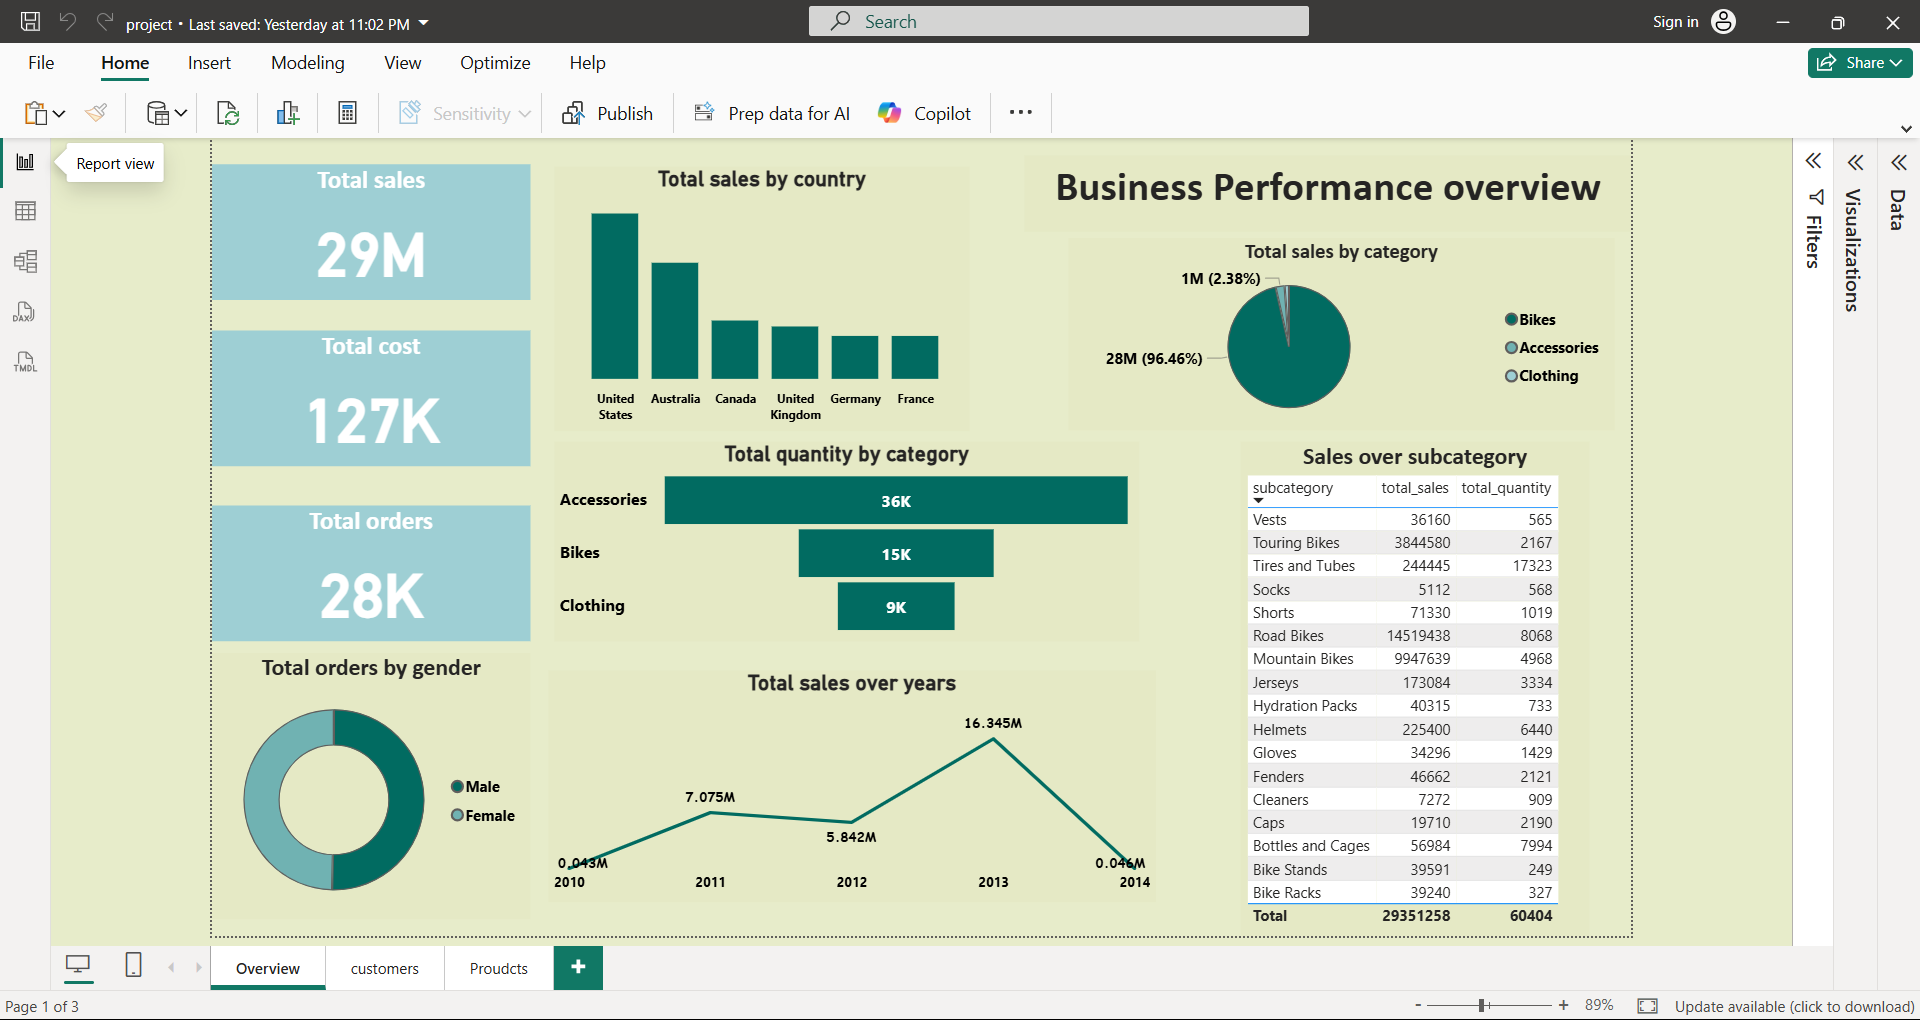 project • Last saved: Yesterday at 11:02 PM
Search
Sign in
File
Home
Insert
Modeling
View
Optimize
Help
Share
Sensitivity
Publish
Prep data for AI
Copilot
Report view
DAX
TMDL
Total sales
29M
Total cost
127K
Total orders
28K
Total orders by gender
Male
Female
Total sales by country
United States
Australia
Canada
United Kingdom
Germany
France
Total quantity by category
Accessories
36K
Bikes
15K
Clothing
9K
Total sales over years
0.043M
7.075M
5.842M
16.345M
0.046M
2010
2011
2012
2013
2014
Business Performance overview
Total sales by category
1M (2.38%)
28M (96.46%)
Bikes
Accessories
Clothing
Sales over subcategory
subcategory total_sales total_quantity
Vests 36160 565
Touring Bikes 3844580 2167
Tires and Tubes 244445 17323
Socks 5112 568
Shorts 71330 1019
Road Bikes 14519438 8068
Mountain Bikes 9947639 4968
Jerseys 173084 3334
Hydration Packs 40315 733
Helmets 225400 6440
Gloves 34296 1429
Fenders 46662 2121
Cleaners 7272 909
Caps 19710 2190
Bottles and Cages 56984 7994
Bike Stands 39591 249
Bike Racks 39240 327
Total 29351258 60404
Filters
Visualizations
Data
Overview
customers
Proudcts
Page 1 of 3
89%
Update available (click to download)